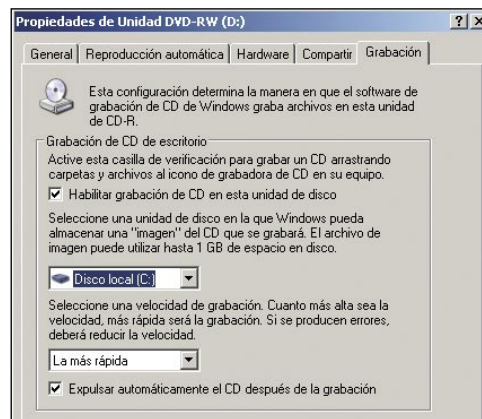 Propiedades de Unidad DVD-RW (D:)
General Reproducción automática Hardware Compartir Grabación
Esta configuración determina la manera en que el software de
grabación de CD de Windows graba archivos en esta unidad
de CD-R.
Grabación de CD de escritorio
Active esta casilla de verificación para grabar un CD arrastrando
carpetas y archivos al icono de grabadora de CD en su equipo.
Habilitar grabación de CD en esta unidad de disco
Seleccione una unidad de disco en la que Windows pueda
almacenar una "imagen" del CD que se grabará. El archivo de
imagen puede utilizar hasta 1 GB de espacio en disco.
Disco local (C:)
Seleccione una velocidad de grabación. Cuanto más alta sea la
velocidad, más rápida será la grabación. Si se producen errores,
deberá reducir la velocidad.
La más rápida
Expulsar automáticamente el CD después de la grabación